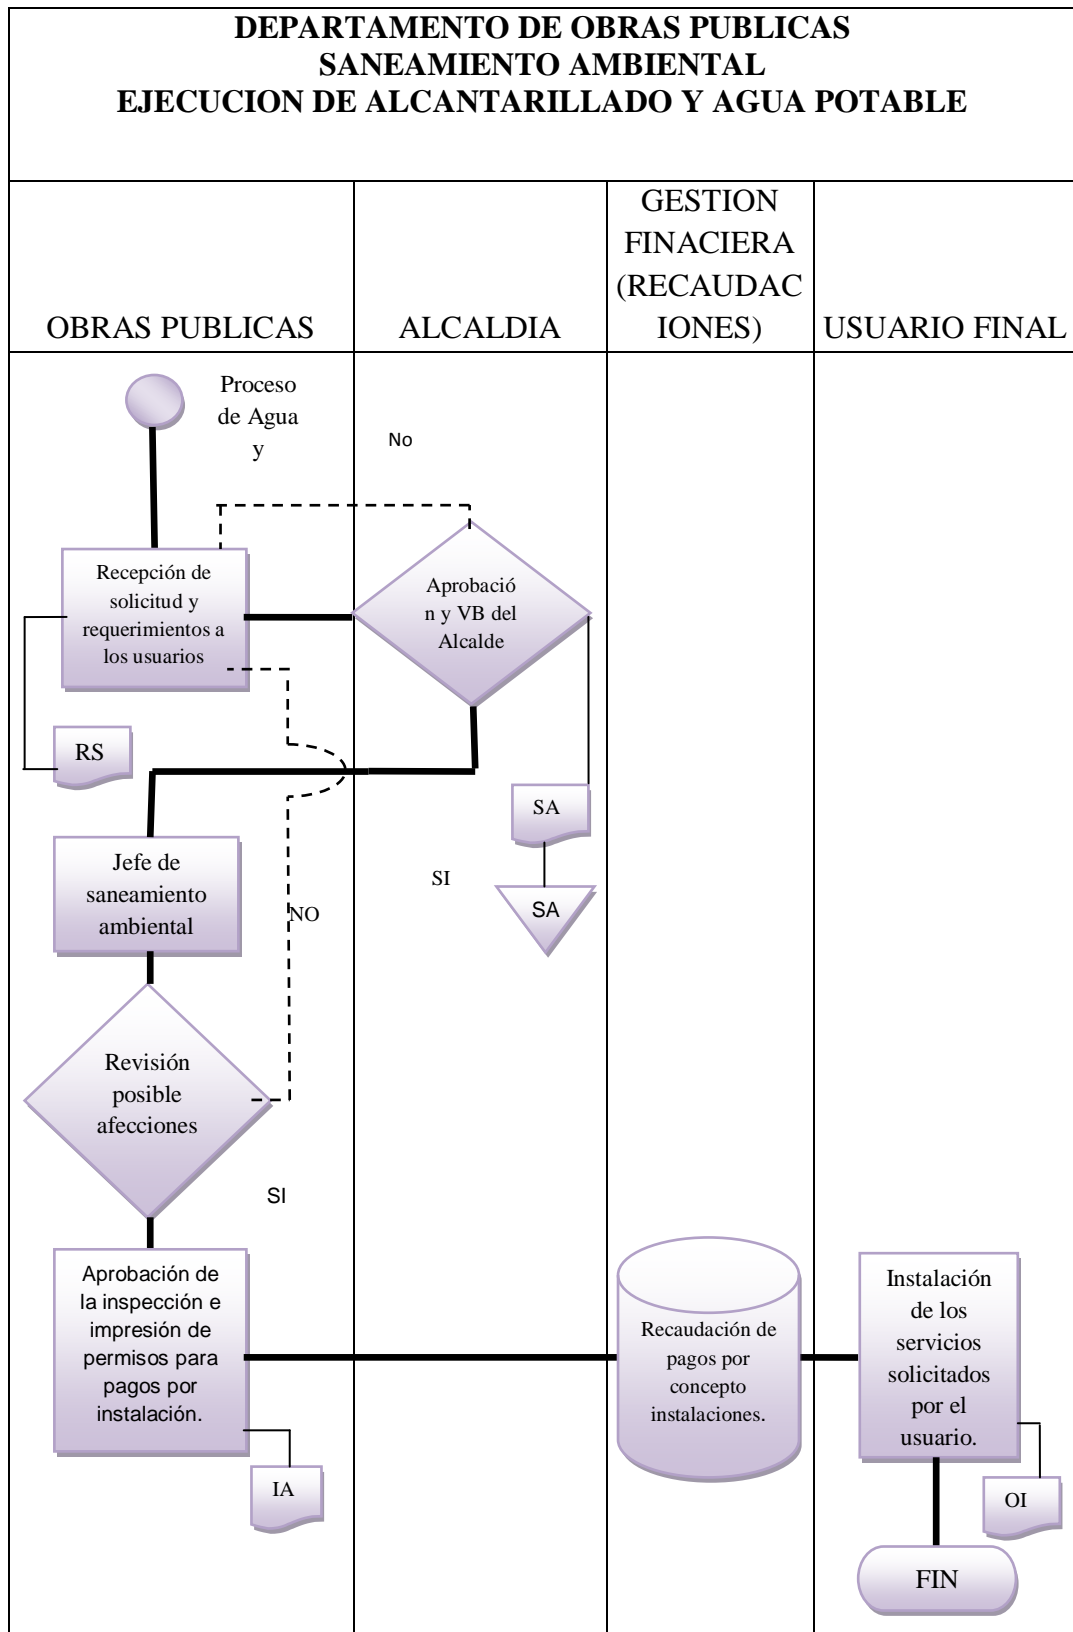 DEPARTAMENTO DE OBRAS PUBLICAS
SANEAMIENTO AMBIENTAL
EJECUCION DE ALCANTARILLADO Y AGUA POTABLE
OBRAS PUBLICAS
ALCALDIA
GESTION
FINACIERA
(RECAUDAC
IONES)
USUARIO FINAL
Proceso
de Agua
y
No
Recepción de
solicitud y
requerimientos a
los usuarios
Aprobació
n y VB del
Alcalde
RS
SA
SI
SA
Jefe de
saneamiento
ambiental
NO
Revisión
posible
afecciones
SI
Aprobación de
la inspección e
impresión de
permisos para
pagos por
instalación.
IA
Recaudación de
pagos por
concepto
instalaciones.
Instalación
de los
servicios
solicitados
por el
usuario.
OI
FIN